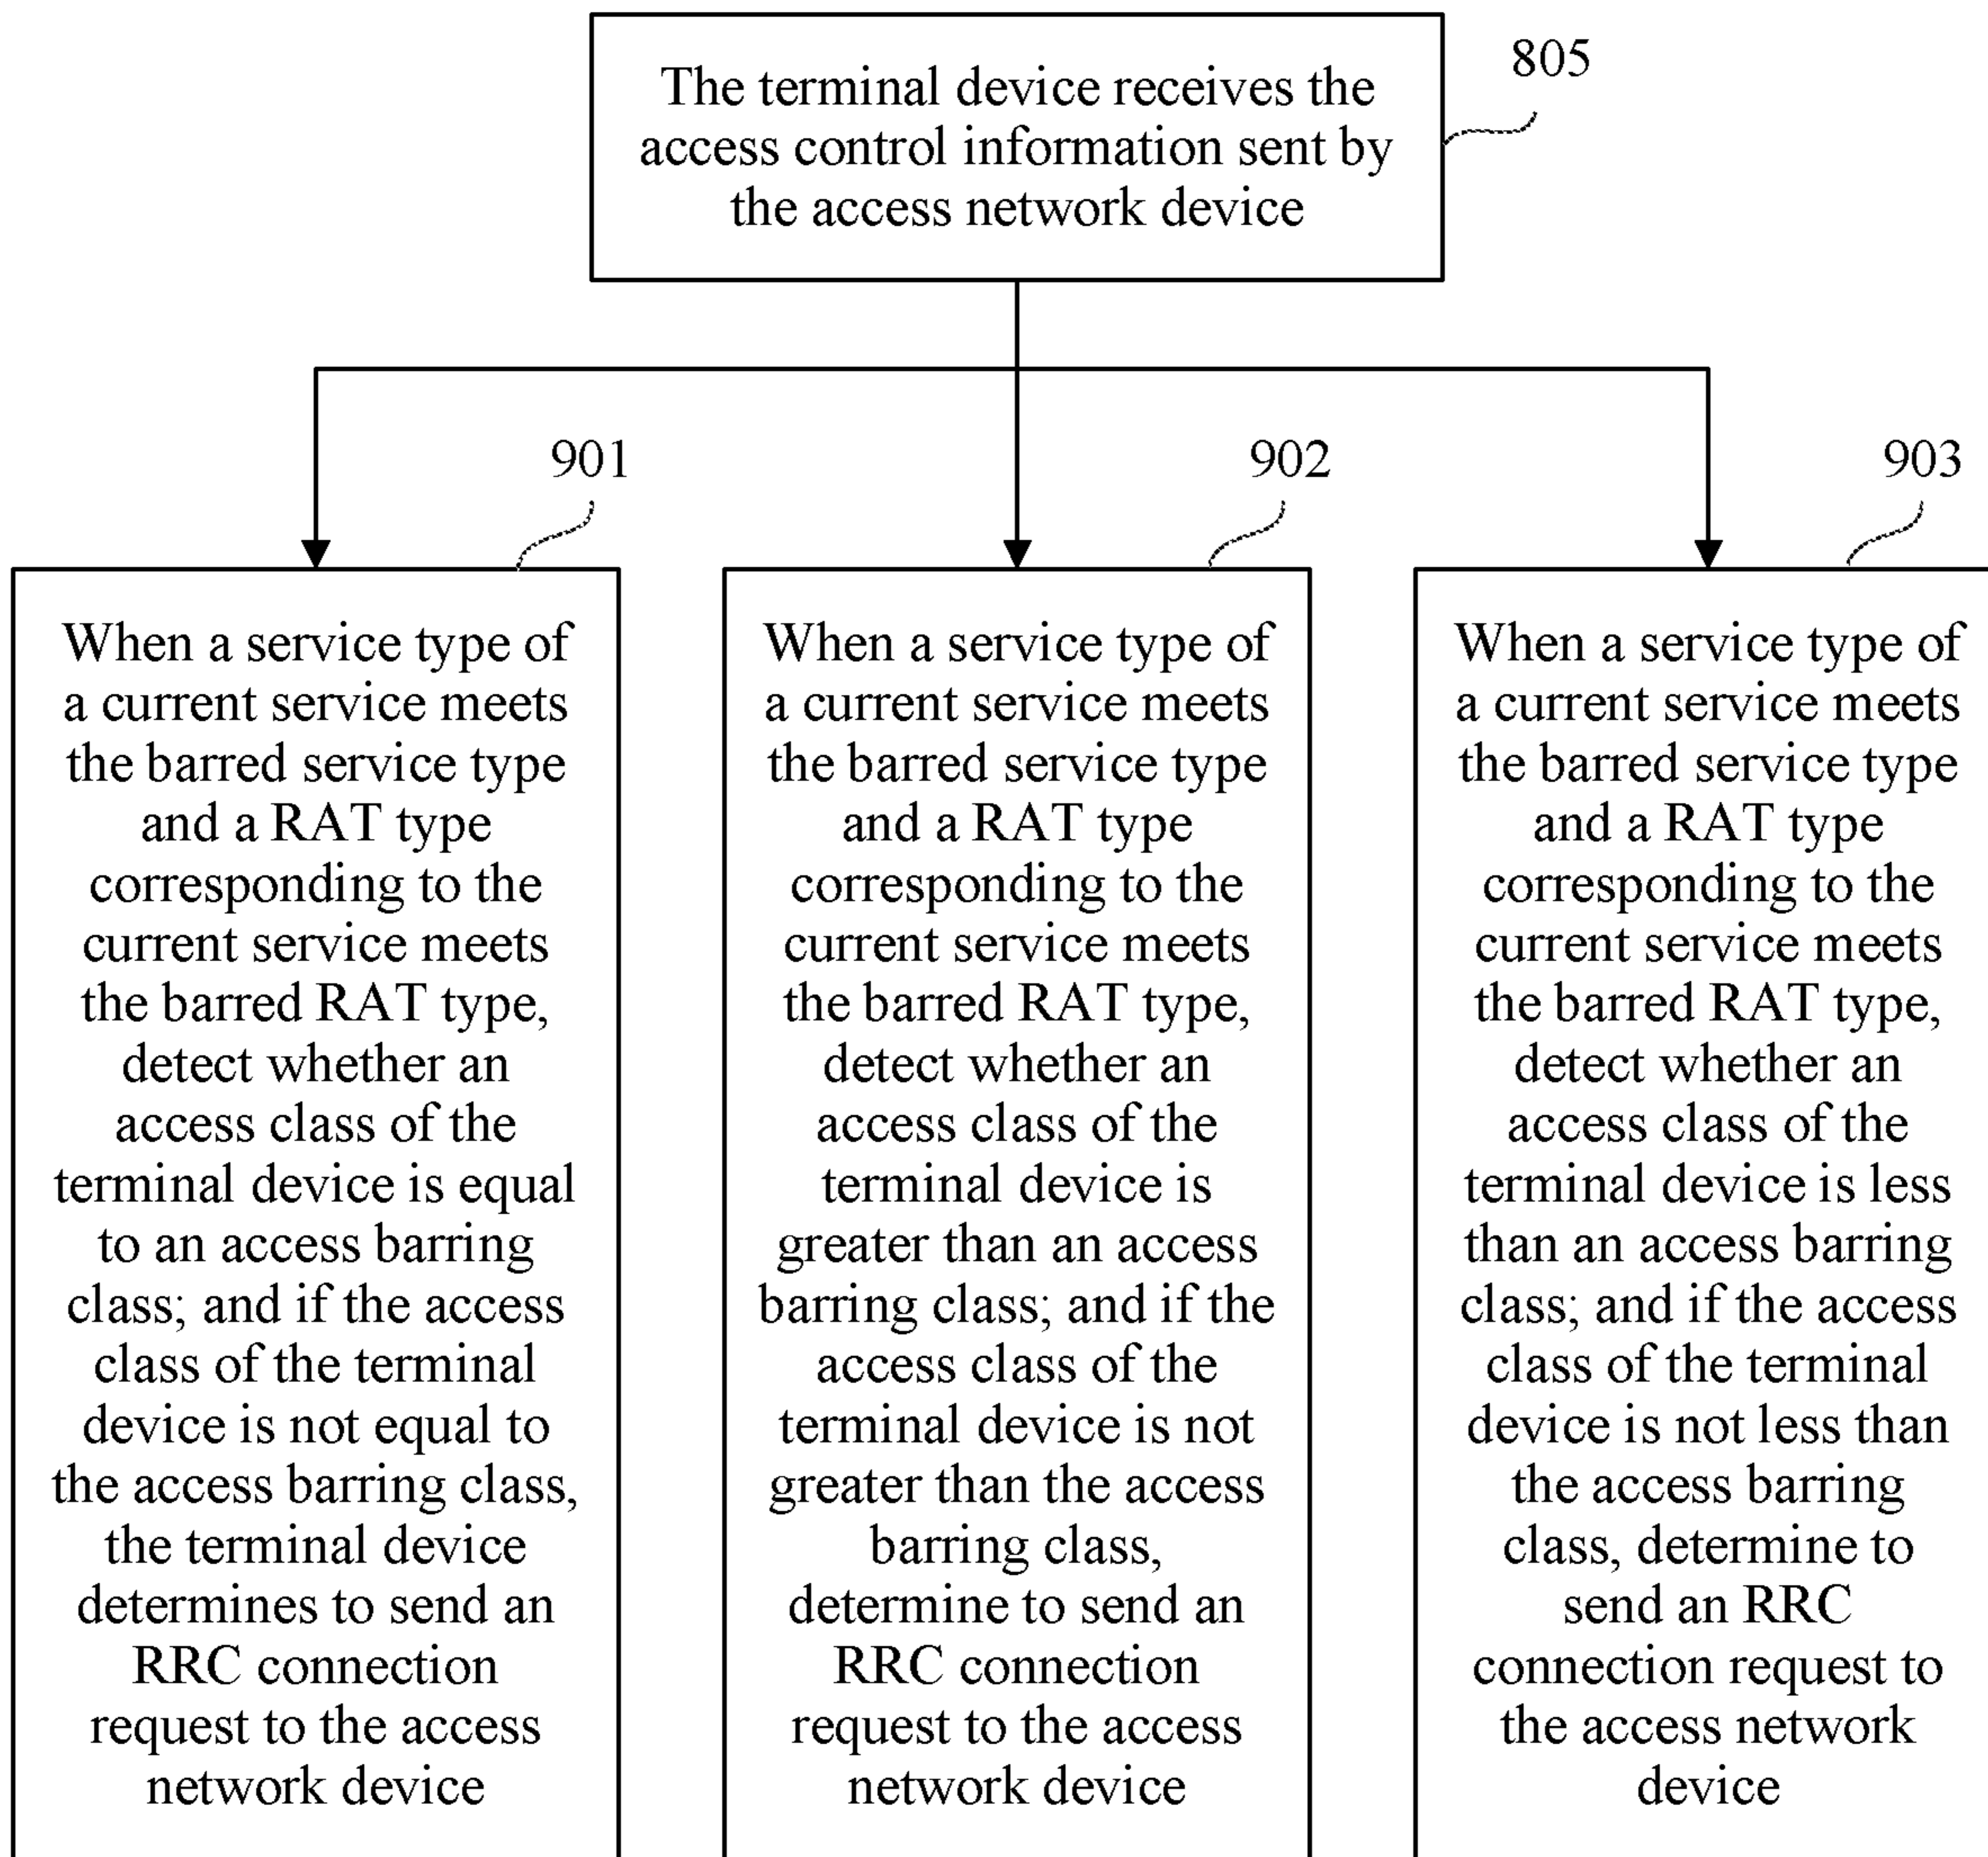 The terminal device receives the
access control information sent by
the access network device
805
901
When a service type of
a current service meets
the barred service type
and a RAT type
corresponding to the
current service meets
the barred RAT type,
detect whether an
access class of the
terminal device is equal
to an access barring
class; and if the access
class of the terminal
device is not equal to
the access barring class,
the terminal device
determines to send an
RRC connection
request to the access
network device
902
When a service type of
a current service meets
the barred service type
and a RAT type
corresponding to the
current service meets
the barred RAT type,
detect whether an
access class of the
terminal device is
greater than an access
barring class; and if the
access class of the
terminal device is not
greater than the access
barring class,
determine to send an
RRC connection
request to the access
network device
903
When a service type of
a current service meets
the barred service type
and a RAT type
corresponding to the
current service meets
the barred RAT type,
detect whether an
access class of the
terminal device is less
than an access barring
class; and if the access
class of the terminal
device is not less than
the access barring
class, determine to
send an RRC
connection request to
the access network
device